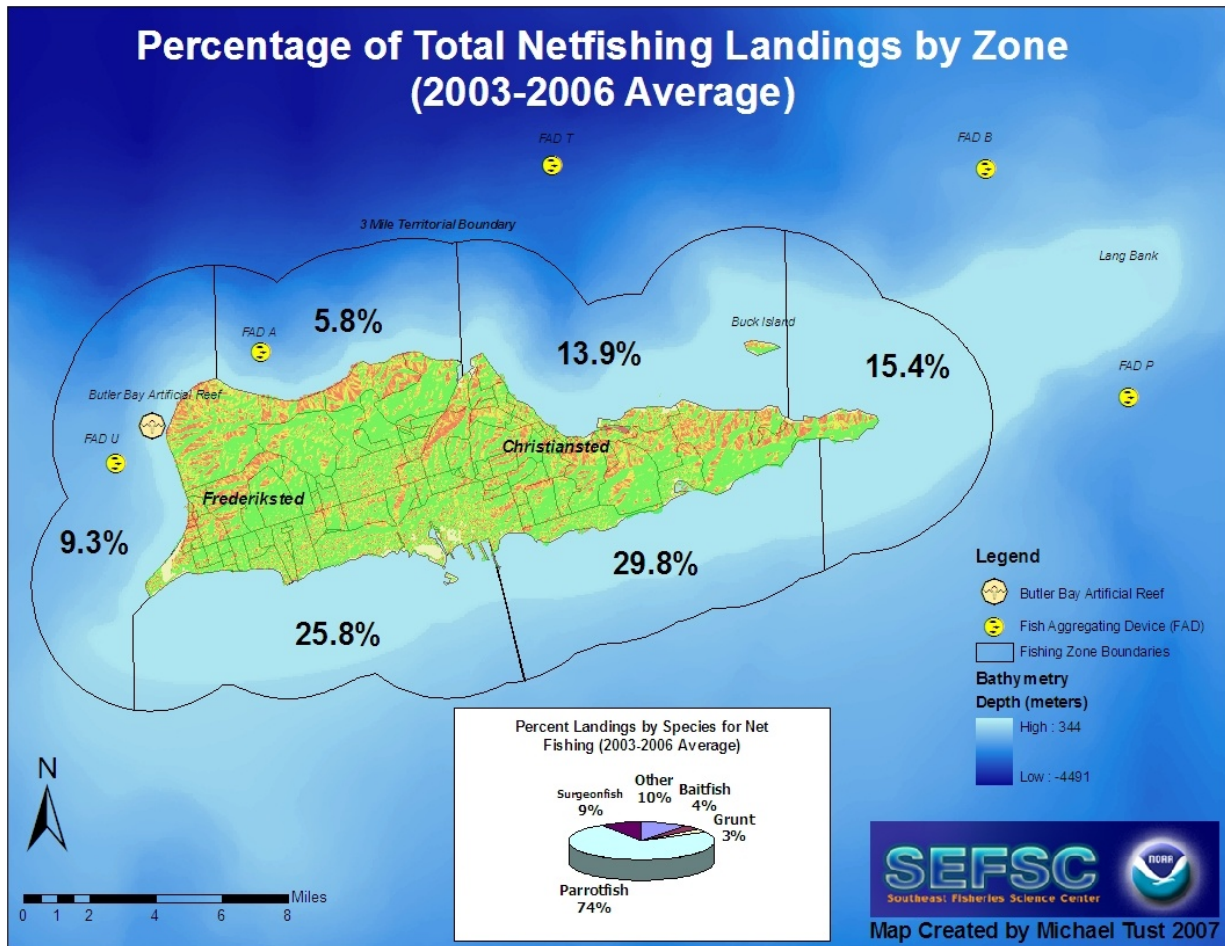 Percentage of Total Netfishing Landings by Zone
(2003-2006 Average)
FAD T
FAD B
3 Mile Territorial Boundary
Lang Bank
5.8%
FAD A
Buck Island
13.9%
15.4%
FAD P
Butler Bay Artificial Reef
FAD U
Christiansted
Frederiksted
9.3%
29.8%
25.8%
Legend
Butler Bay Artificial Reef
Fish Aggregating Device (FAD)
Fishing Zone Boundaries
Bathymetry
Depth (meters)
High : 344
Low : -4491
Percent Landings by Species for Net
Fishing (2003-2006 Average)
Other
10%
Baitfish
4%
Surgeonfish
9%
Grunt
3%
Parrotfish
74%
N
Miles
0 1 2 4 6 8
SEFSC
Southeast Fisheries Science Center
NOAA
Map Created by Michael Tust 2007